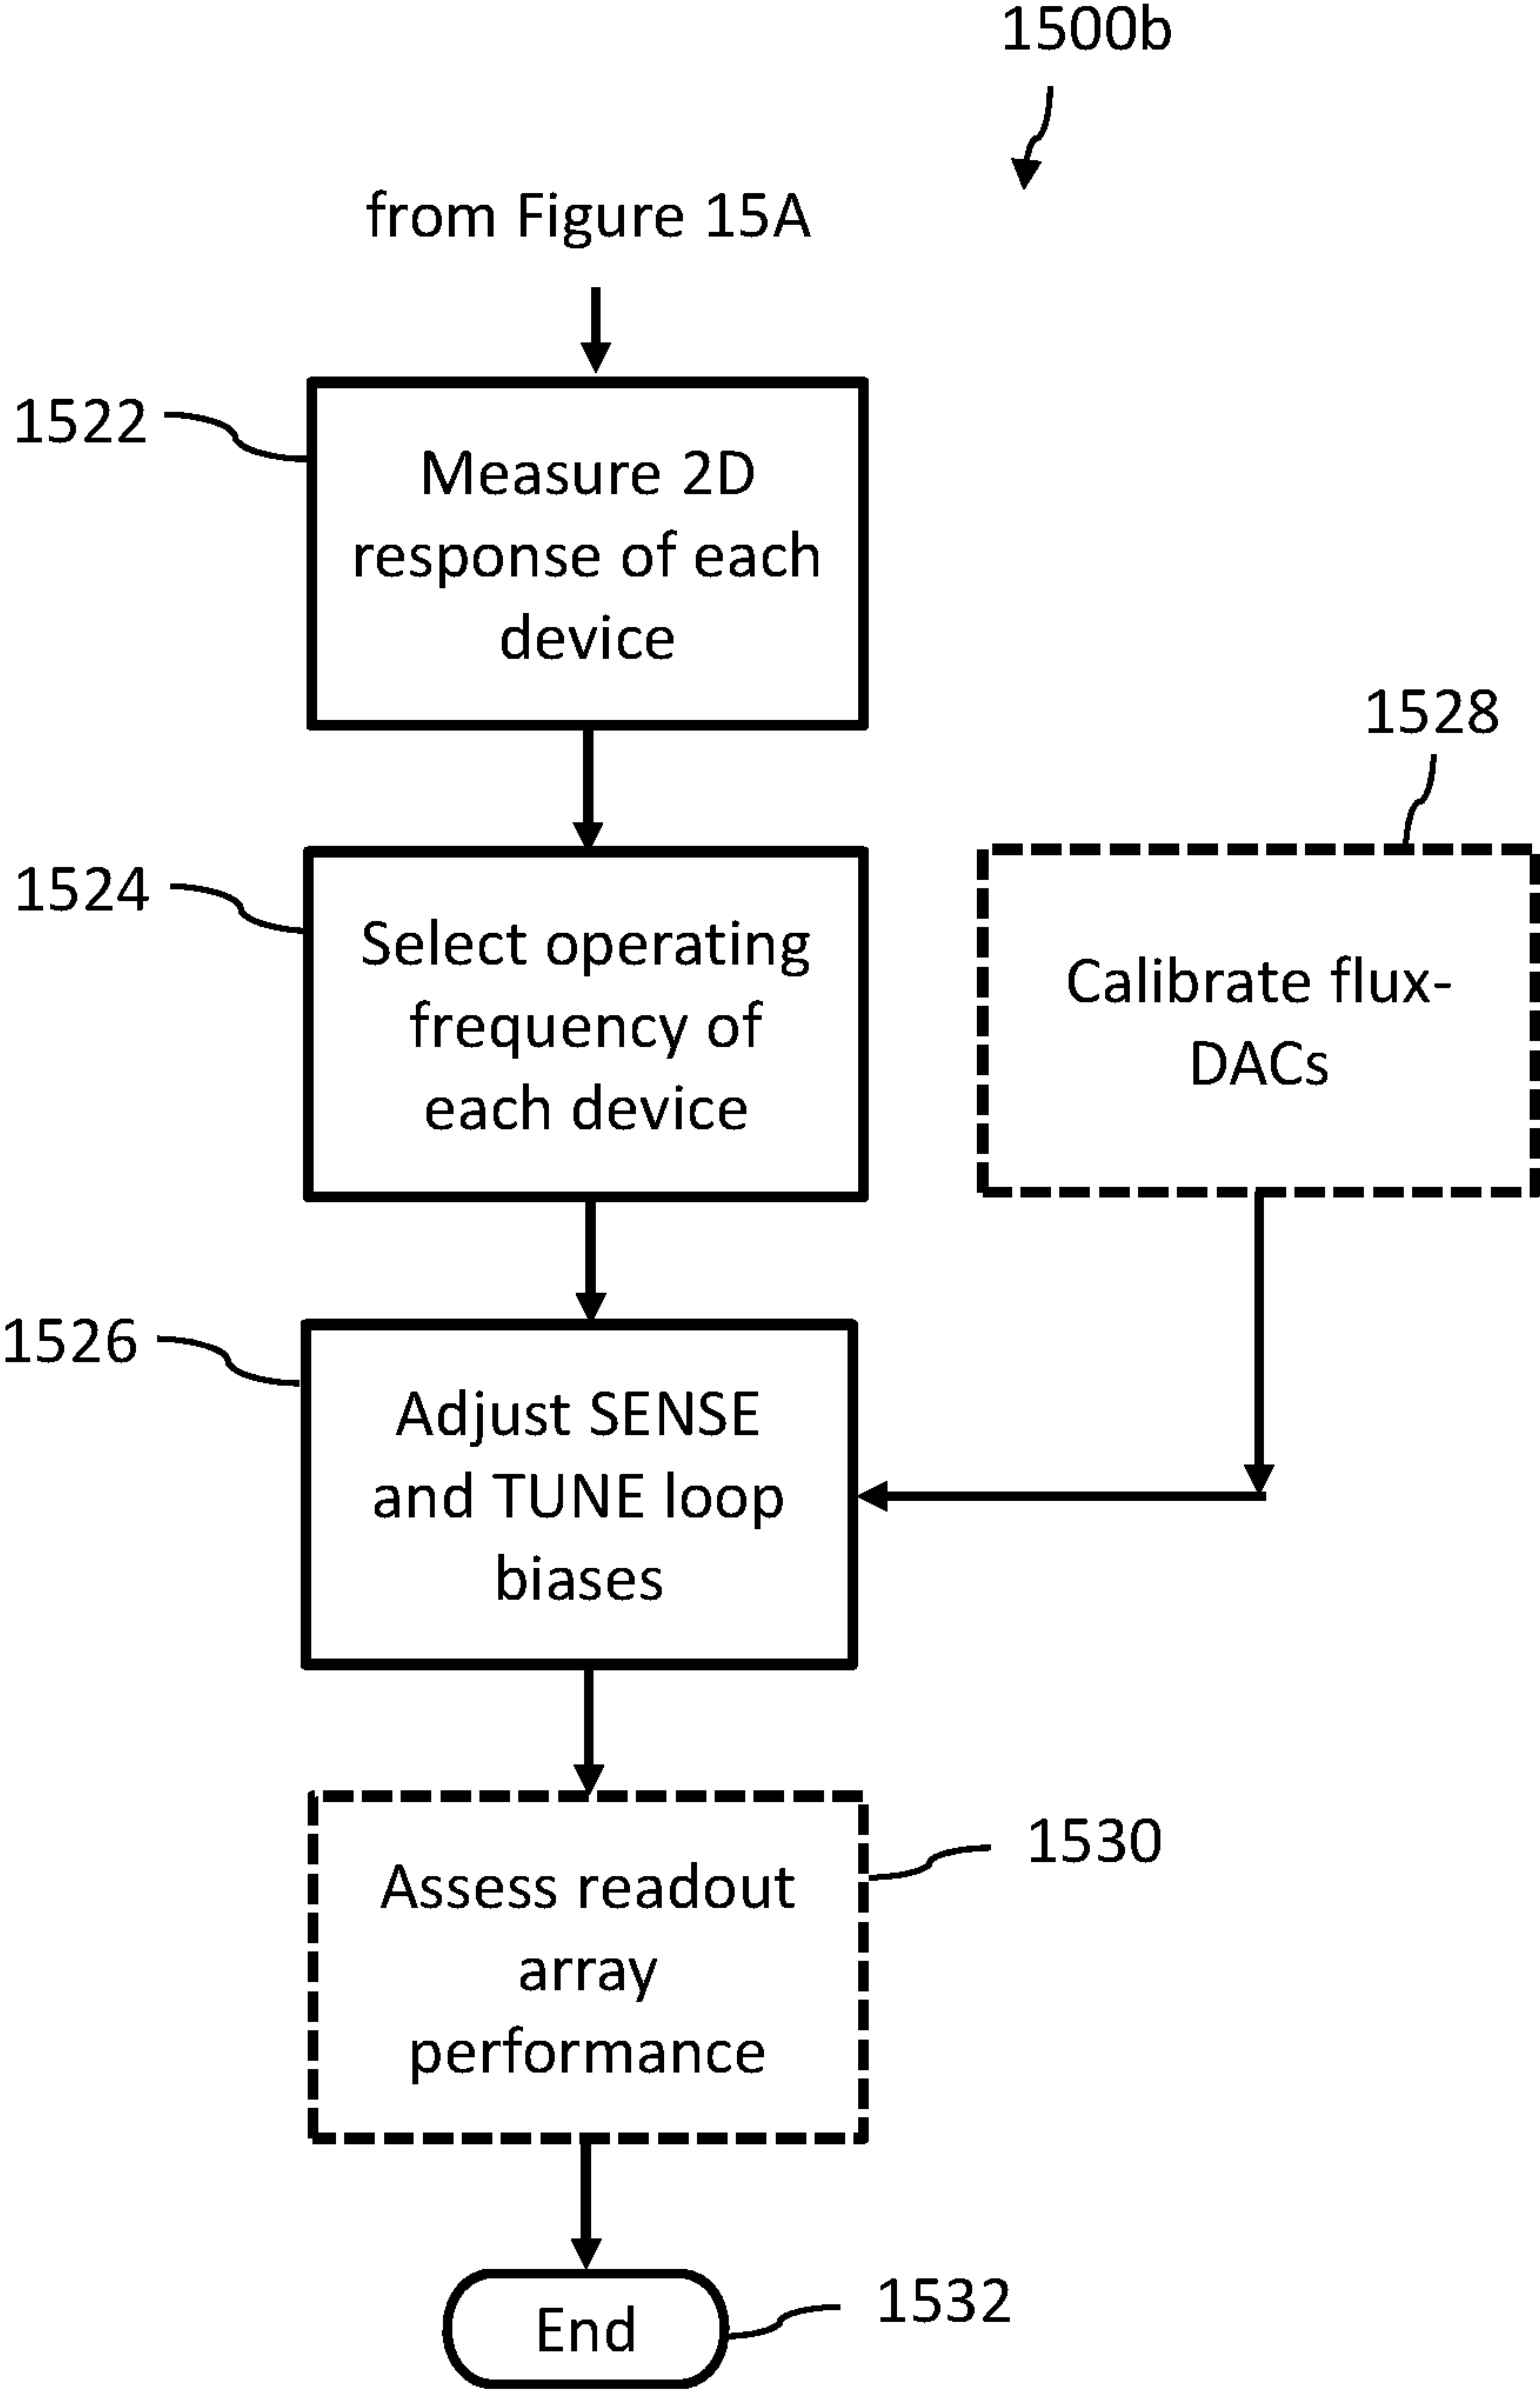 1500b
from Figure 15A
1522
Measure 2D
response of each
device
1528
1524
Select operating
frequency of
each device
Calibrate flux-
DACs
1526
Adjust SENSE
and TUNE loop
biases
1530
Assess readout
array
performance
1532
End